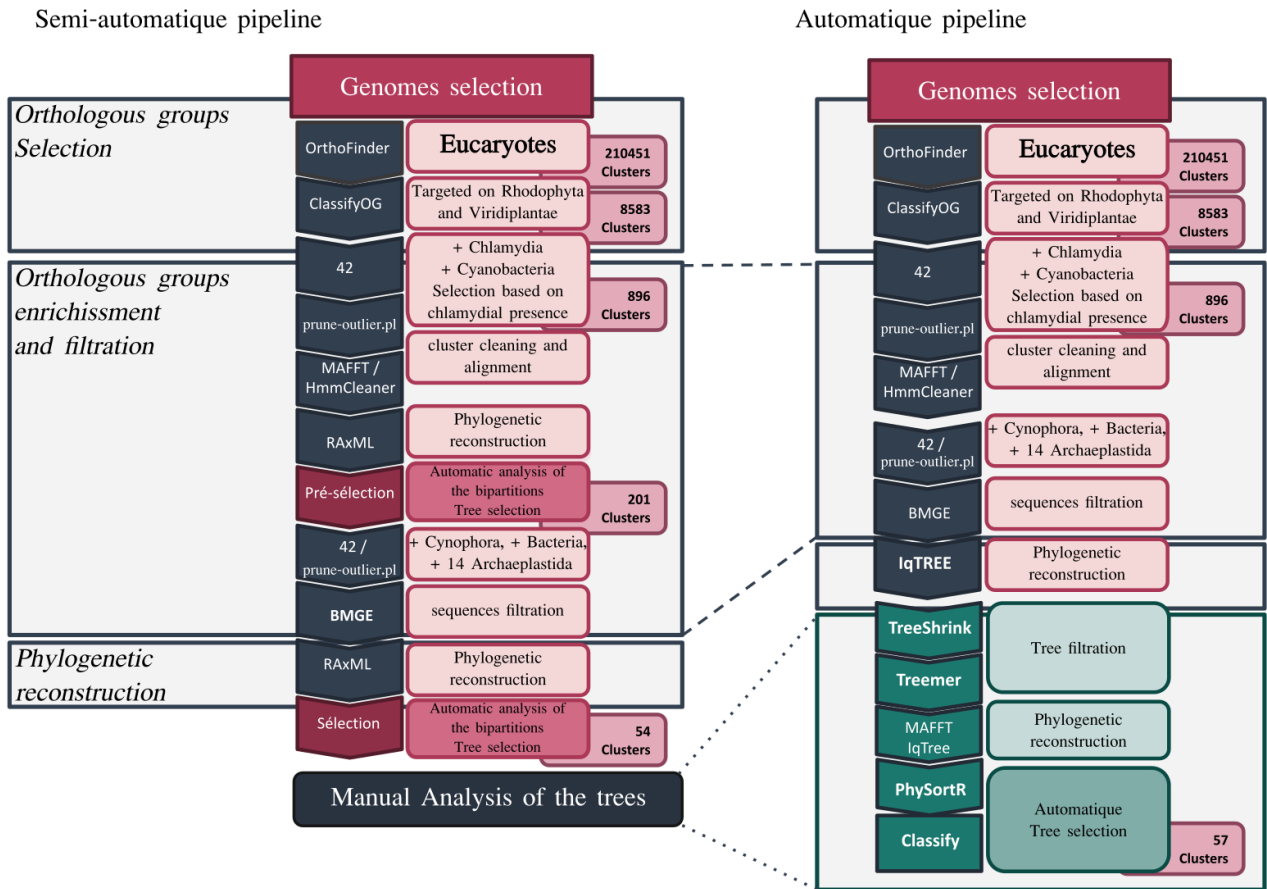 Semi-automatique pipeline
Genomes selection
Orthologous groups
Selection
OrthoFinder
Eucaryotes
210451
Clusters
ClassifyOG
Targeted on Rhodophyta
and Viridiplantae
8583
Clusters
Orthologous groups
enrichissment
and filtration
42
+ Chlamydia
+ Cyanobacteria
Selection based on
chlamydial presence
896
Clusters
prune-outlier.pl
cluster cleaning and
alignment
MAFFT /
HmmCleaner
RAxML
Phylogenetic
reconstruction
Pré-sélection
Automatic analysis of
the bipartitions
Tree selection
201
Clusters
42 /
prune-outlier.pl
+ Cynophora, + Bacteria,
+ 14 Archaeplastida
BMGE
sequences filtration
Phylogenetic
reconstruction
RAxML
Phylogenetic
reconstruction
Sélection
Automatic analysis of
the bipartitions
Tree selection
54
Clusters
Manual Analysis of the trees
Automatique pipeline
Genomes selection
OrthoFinder
Eucaryotes
210451
Clusters
ClassifyOG
Targeted on Rhodophyta
and Viridiplantae
8583
Clusters
42
+ Chlamydia
+ Cyanobacteria
Selection based on
chlamydial presence
896
Clusters
prune-outlier.pl
cluster cleaning and
alignment
MAFFT /
HmmCleaner
42 /
prune-outlier.pl
+ Cynophora, + Bacteria,
+ 14 Archaeplastida
BMGE
sequences filtration
IqTREE
Phylogenetic
reconstruction
TreeShrink
Tree filtration
Treemer
MAFFT
IqTree
Phylogenetic
reconstruction
PhySortR
Automatique
Tree selection
Classify
57
Clusters